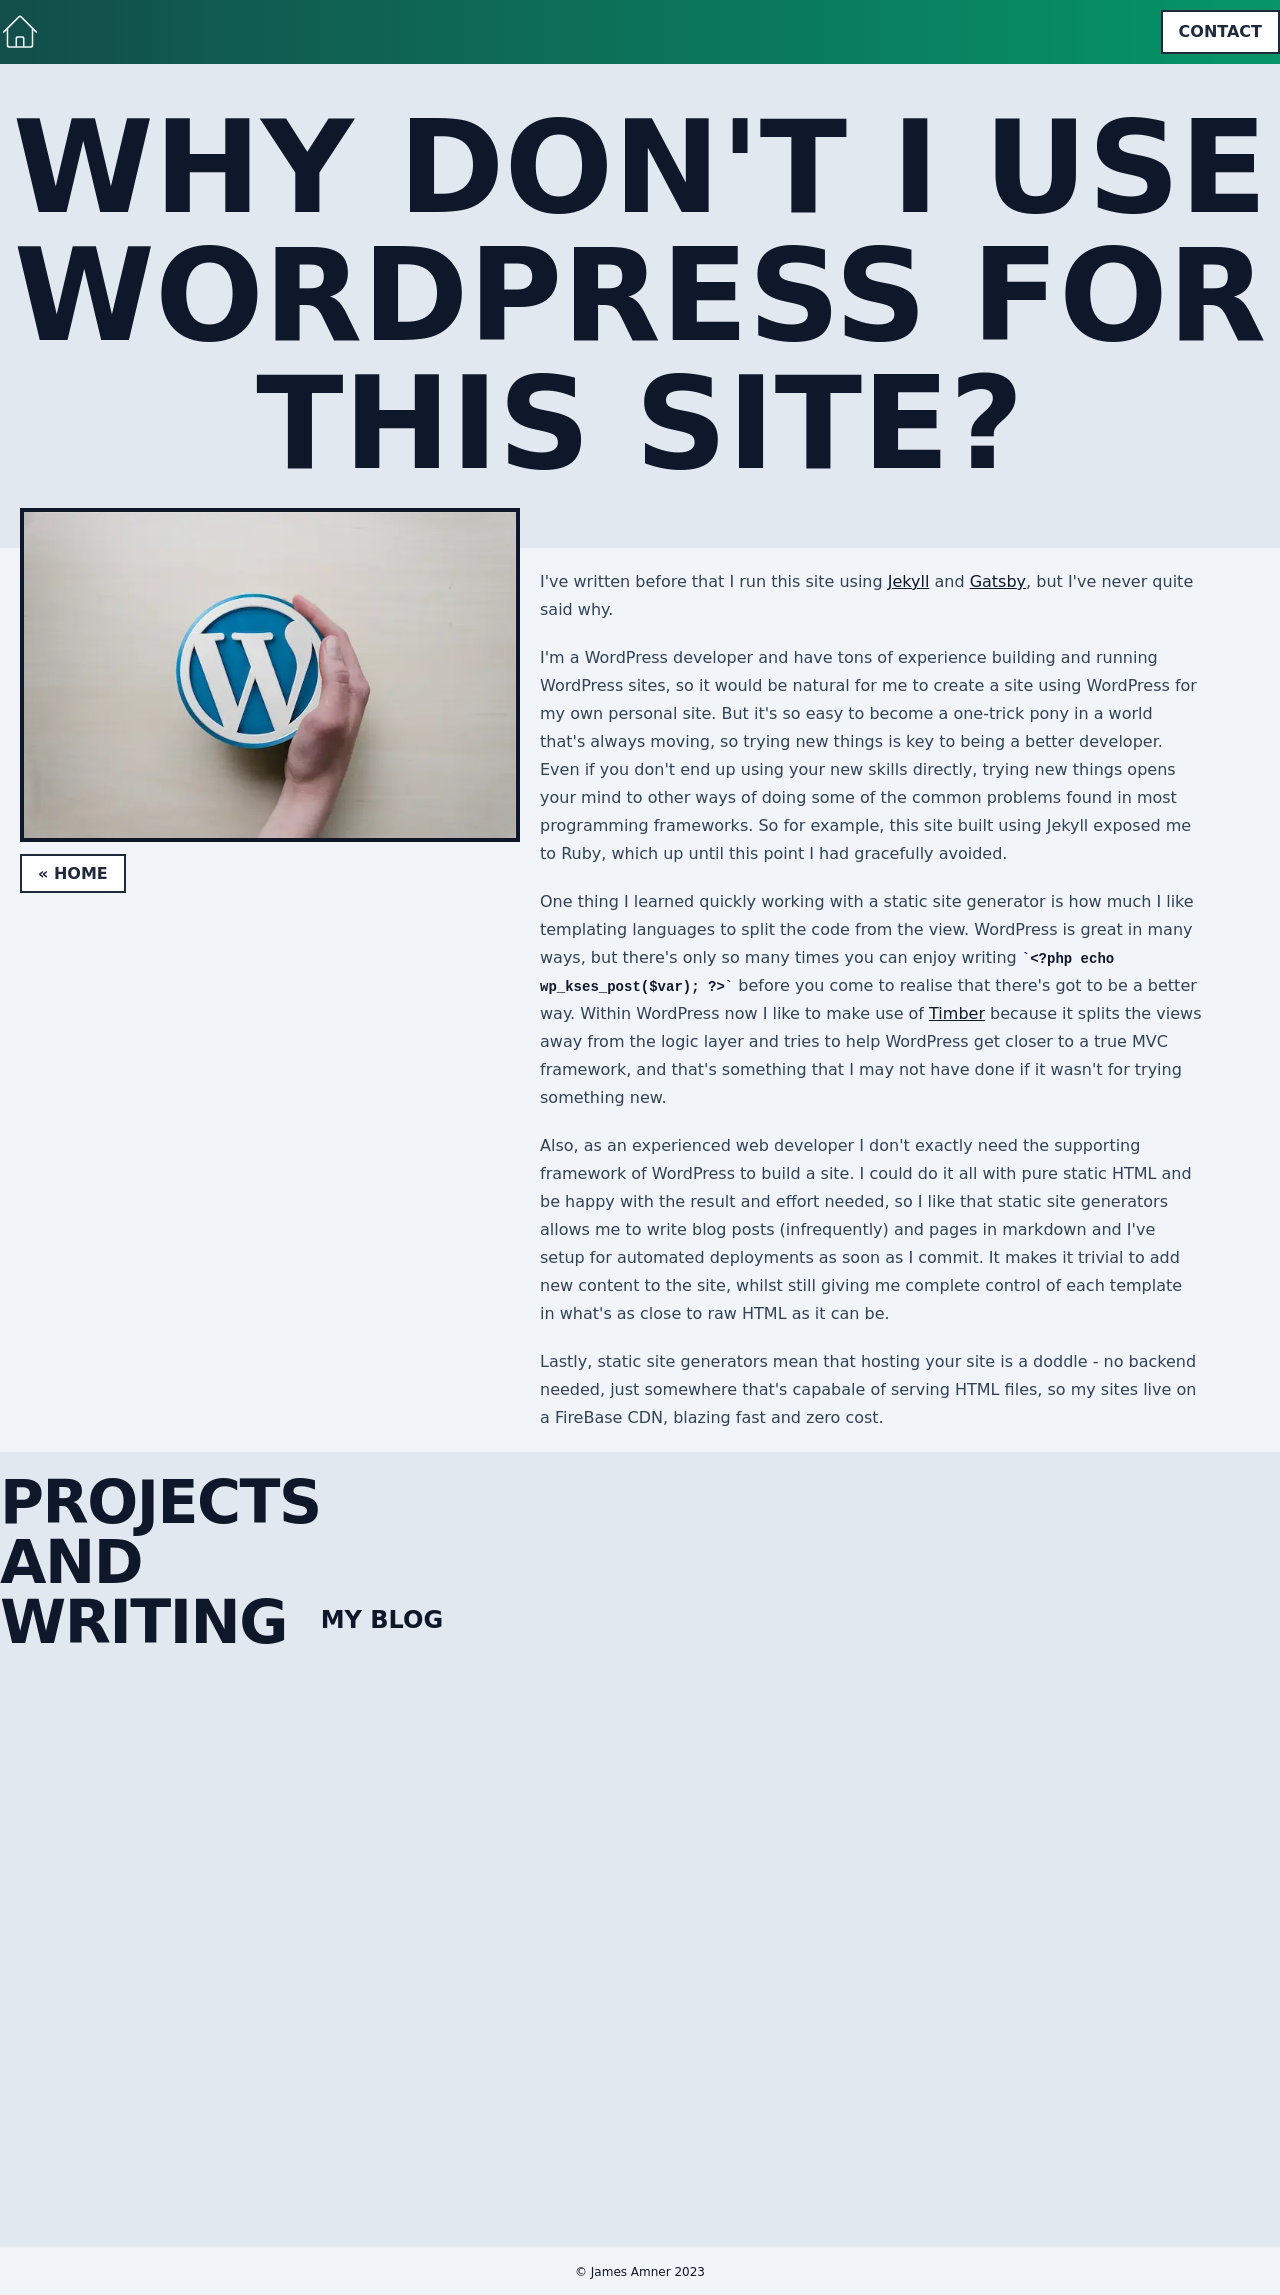 CONTACT
WHY DON'T I USE
WORDPRESS FOR
THIS SITE?
W
« HOME
I've written before that I run this site using Jekyll and Gatsby, but I've never quite
said why.
I'm a WordPress developer and have tons of experience building and running
WordPress sites, so it would be natural for me to create a site using WordPress for
my own personal site. But it's so easy to become a one-trick pony in a world
that's always moving, so trying new things is key to being a better developer.
Even if you don't end up using your new skills directly, trying new things opens
your mind to other ways of doing some of the common problems found in most
programming frameworks. So for example, this site built using Jekyll exposed me
to Ruby, which up until this point I had gracefully avoided.
One thing I learned quickly working with a static site generator is how much I like
templating languages to split the code from the view. WordPress is great in many
ways, but there's only so many times you can enjoy writing `<?php echo
wp_kses_post($var); ?>` before you come to realise that there's got to be a better
way. Within WordPress now I like to make use of Timber because it splits the views
away from the logic layer and tries to help WordPress get closer to a true MVC
framework, and that's something that I may not have done if it wasn't for trying
something new.
Also, as an experienced web developer I don't exactly need the supporting
framework of WordPress to build a site. I could do it all with pure static HTML and
be happy with the result and effort needed, so I like that static site generators
allows me to write blog posts (infrequently) and pages in markdown and I've
setup for automated deployments as soon as I commit. It makes it trivial to add
new content to the site, whilst still giving me complete control of each template
in what's as close to raw HTML as it can be.
Lastly, static site generators mean that hosting your site is a doddle - no backend
needed, just somewhere that's capabale of serving HTML files, so my sites live on
a FireBase CDN, blazing fast and zero cost.
PROJECTS
AND
WRITING
MY BLOG
© James Amner 2023